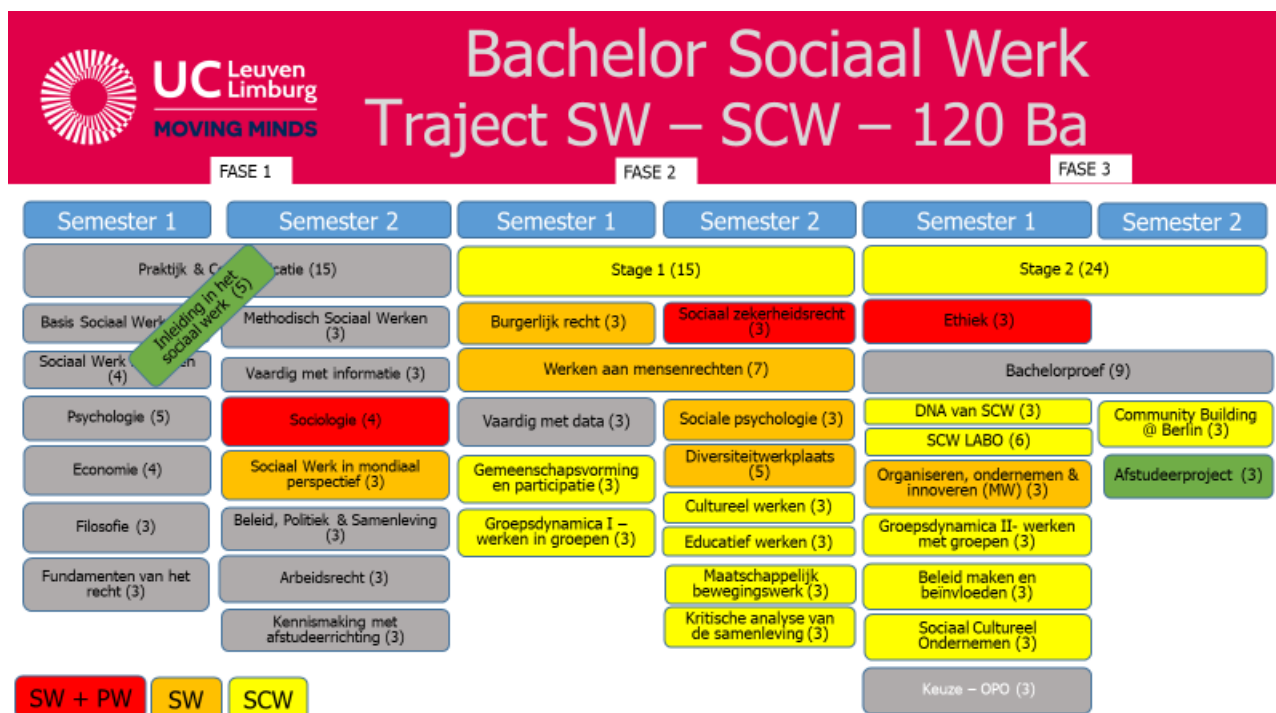 UC Leuven
Limburg
MOVING MINDS
Bachelor Sociaal Werk
Traject SW – SCW – 120 Ba
FASE 1
FASE 2
FASE 3
Semester 1
Semester 2
Semester 1
Semester 2
Semester 1
Semester 2
Praktijk & C
catie (15)
Inleiding in het
sociaal werk (5)
Basis Sociaal Werk
Sociaal Werk
en
(4)
Psychologie (5)
Economie (4)
Filosofie (3)
Fundamenten van het
recht (3)
Methodisch Sociaal Werken
(3)
Vaardig met informatie (3)
Sociologie (4)
Sociaal Werk in mondiaal
perspectief (3)
Beleid, Politiek & Samenleving
(3)
Arbeidsrecht (3)
Kennismaking met
afstudeerrichting (3)
Stage 1 (15)
Burgerlijk recht (3)
Sociaal zekerheidsrecht
(3)
Werken aan mensenrechten (7)
Vaardig met data (3)
Gemeenschapsvorming
en participatie (3)
Groepsdynamica I –
werken in groepen (3)
Sociale psychologie (3)
Diversiteitwerkplaats
(5)
Cultureel werken (3)
Educatief werken (3)
Maatschappelijk
bewegingswerk (3)
Kritische analyse van
de samenleving (3)
Stage 2 (24)
Ethiek (3)
Bachelorproef (9)
DNA van SCW (3)
SCW LABO (6)
Organiseren, ondernemen &
innoveren (MW) (3)
Groepsdynamica II- werken
met groepen (3)
Beleid maken en
beïnvloeden (3)
Sociaal Cultureel
Ondernemen (3)
Keuze – OPO (3)
Community Building
@ Berlin (3)
Afstudeerproject (3)
SW + PW
SW
SCW